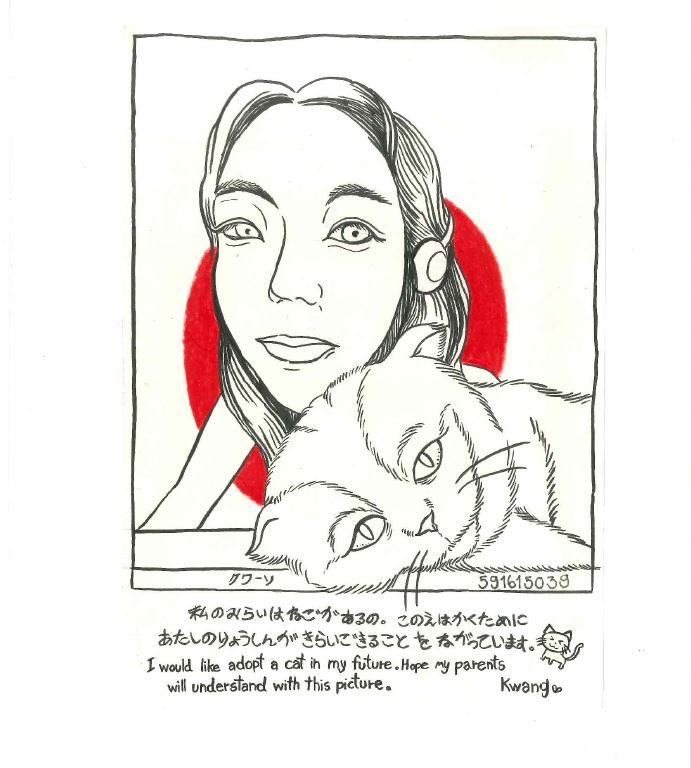 クワーソ
591615039
私のみらいはねこがあるの。このえはかくために
あたしのりょうしんがきらいできることをながっています。
I would like adopt a cat in my future. Hope my parents
will understand with this picture.
Kwang